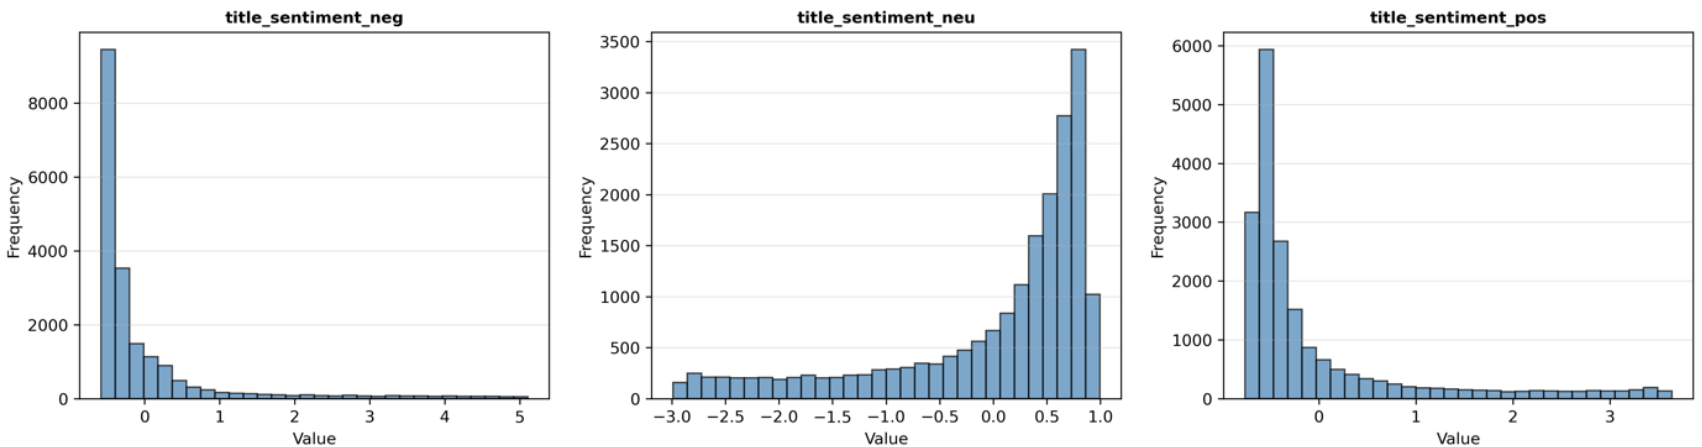 title_sentiment_neg
8000
6000
4000
2000
0
Frequency
0 1 2 3 4 5
Value
title_sentiment_neu
3500
3000
2500
2000
1500
1000
500
0
Frequency
−3.0 −2.5 −2.0 −1.5 −1.0 −0.5 0.0 0.5 1.0
Value
title_sentiment_pos
6000
5000
4000
3000
2000
1000
0
Frequency
0 1 2 3
Value